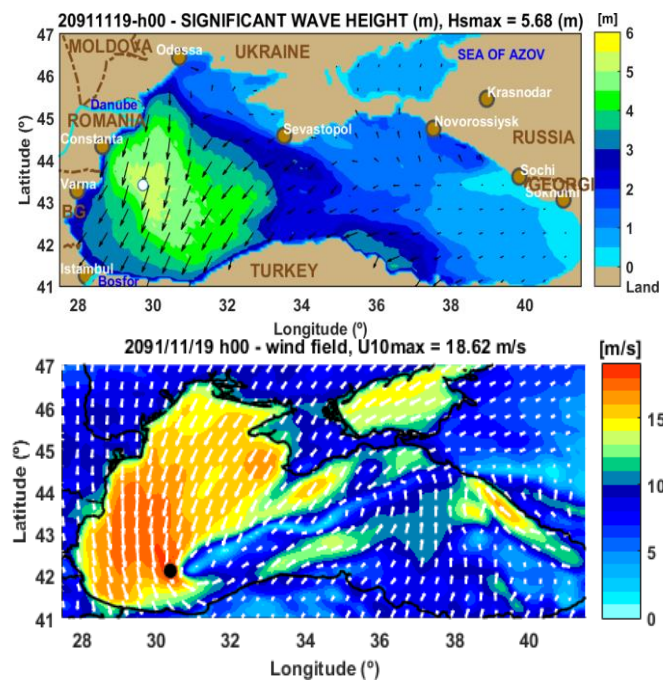 20911119-h00 - SIGNIFICANT WAVE HEIGHT (m), Hsmax = 5.68 (m)
[m]
47
46
45
44
43
42
41
Latitude (º)
MOLDOVA
Odessa
UKRAINE
SEA OF AZOV
Danube
ROMANIA
Krasnodar
Constanta
Sevastopol
Novorossiysk
RUSSIA
Varna
Sochi
GEORGI
Sokhumi
BG
TURKEY
Istambul
Bosfor
28 30 32 34 36 38 40
Longitude (º)
6
5
4
3
2
1
0
Land
2091/11/19 h00 - wind field, U10max = 18.62 m/s
[m/s]
47
46
45
44
43
42
41
Latitude (º)
28 30 32 34 36 38 40
Longitude (º)
15
10
5
0